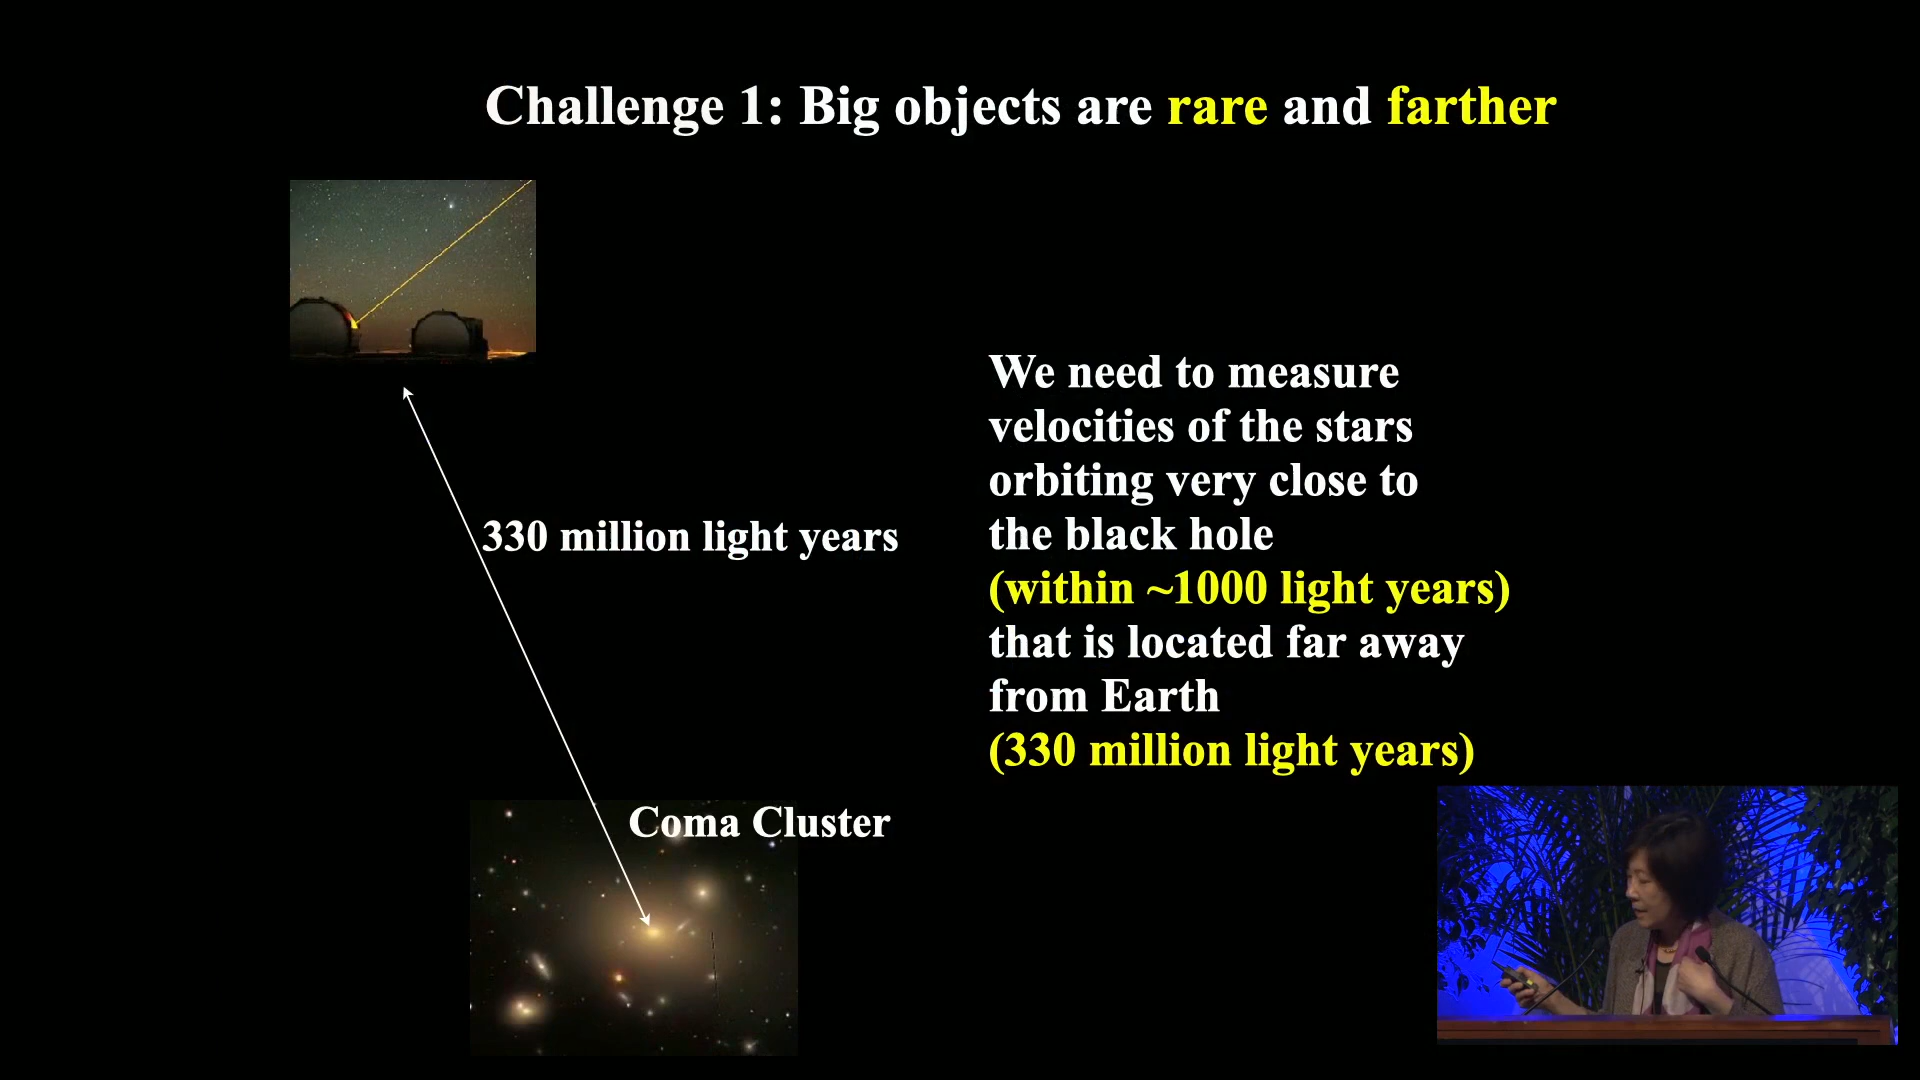 Challenge 1: Big objects are rare and farther
330 million light years
We need to measure
velocities of the stars
orbiting very close to
the black hole
(within ~1000 light years)
that is located far away
from Earth
(330 million light years)
Coma Cluster